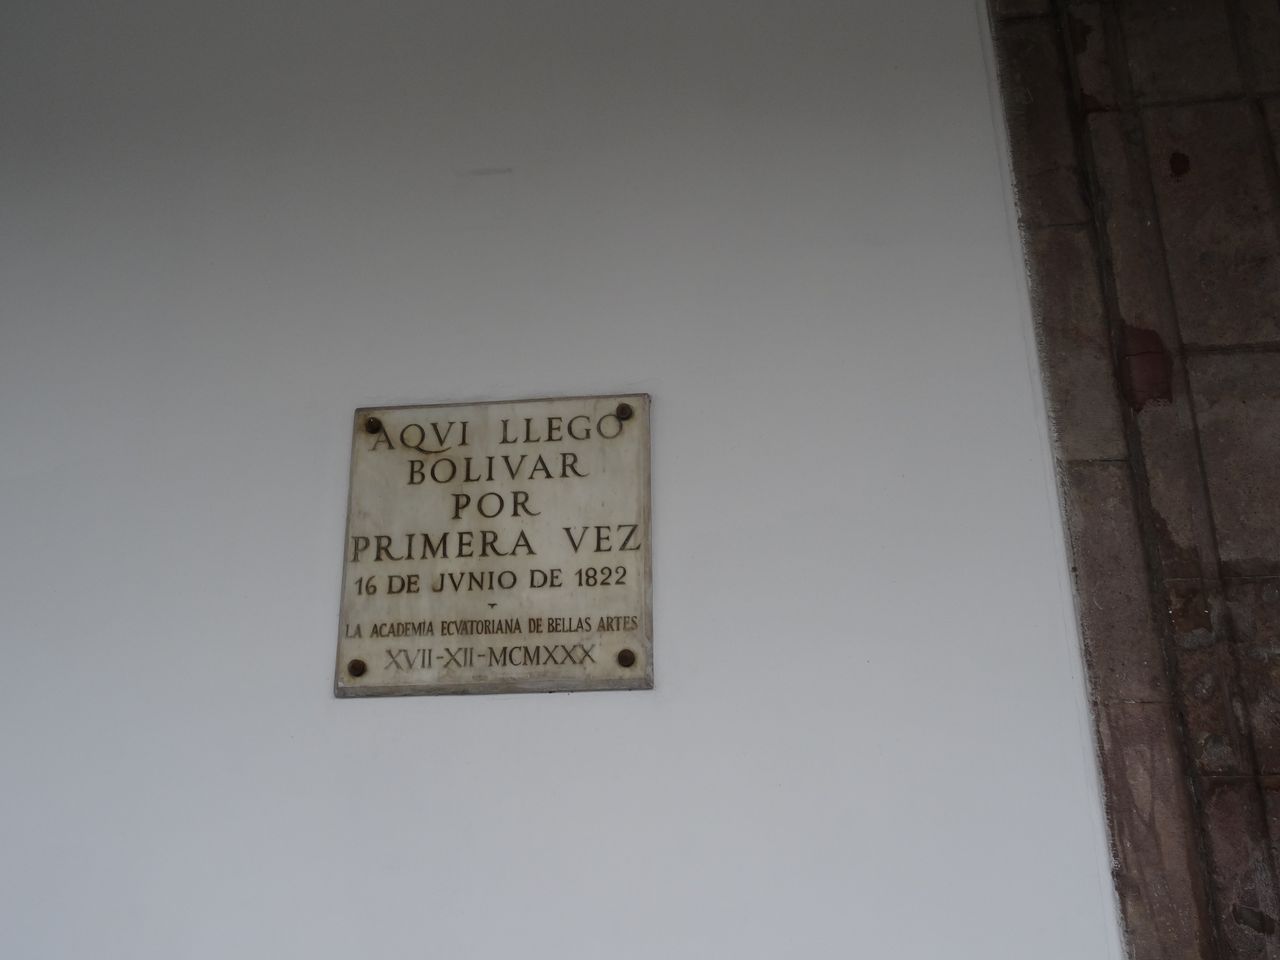 AQVI LLEGO
BOLIVAR
POR
PRIMERA VEZ
16 DE JVNIO DE 1822
LA ACADEMIA ECVATORIANA DE BELLAS ARTES
XVII-XII-MCMXXX